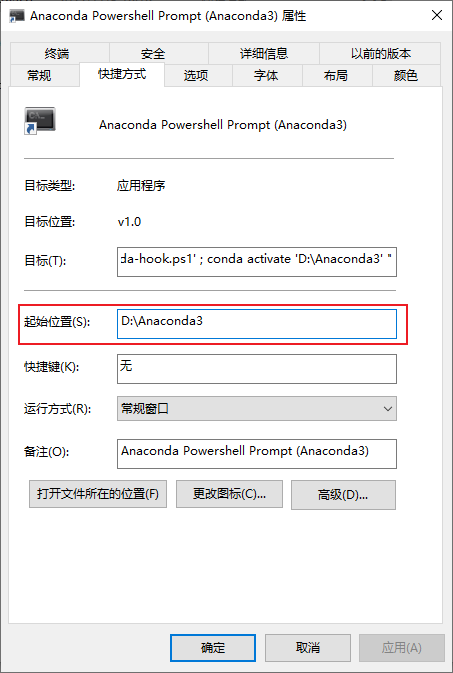 Anaconda Powershell Prompt (Anaconda3) 属性
终端 安全 详细信息 以前的版本
常规 快捷方式 选项 字体 布局 颜色
Anaconda Powershell Prompt (Anaconda3)
目标类型: 应用程序
目标位置: v1.0
目标(T): da-hook.ps1' ; conda activate 'D:\Anaconda3' "
起始位置(S): D:\Anaconda3
快捷键(K): 无
运行方式(R): 常规窗口
备注(O): Anaconda Powershell Prompt (Anaconda3)
打开文件所在的位置(F) 更改图标(C)... 高级(D)...
确定 取消 应用(A)